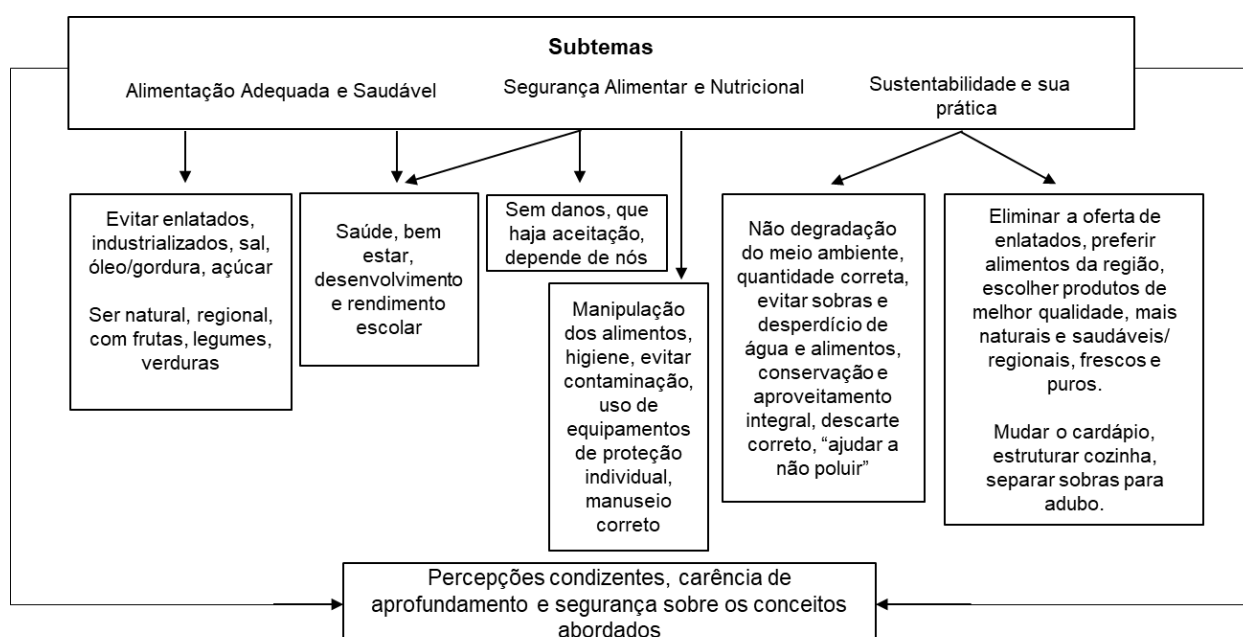 Subtemas
Alimentação Adequada e Saudável
Segurança Alimentar e Nutricional
Sustentabilidade e sua
prática
Evitar enlatados,
industrializados, sal,
óleo/gordura, açúcar
Ser natural, regional,
com frutas, legumes,
verduras
Saúde, bem
estar,
desenvolvimento
e rendimento
escolar
Sem danos, que
haja aceitação,
depende de nós
Manipulação
dos alimentos,
higiene, evitar
contaminação,
uso de
equipamentos
de proteção
individual,
manuseio
correto
Não degradação
do meio ambiente,
quantidade correta,
evitar sobras e
desperdício de
água e alimentos,
conservação e
aproveitamento
integral, descarte
correto, “ajudar a
não poluir”
Eliminar a oferta de
enlatados, preferir
alimentos da região,
escolher produtos de
melhor qualidade, mais
naturais e saudáveis/
regionais, frescos e
puros.
Mudar o cardápio,
estruturar cozinha,
separar sobras para
adubo.
Percepções condizentes, carência de
aprofundamento e segurança sobre os conceitos
abordados